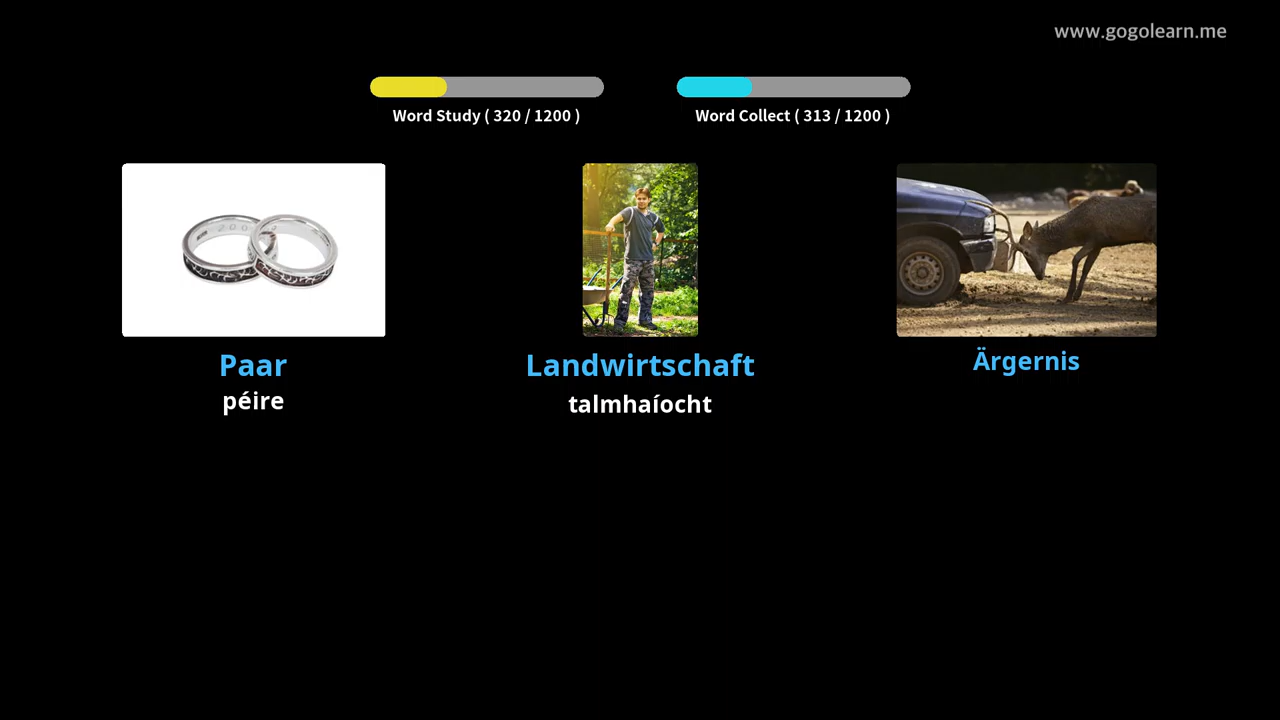 www.gogolearn.me
Word Study ( 320 / 1200 )
Word Collect ( 313 / 1200 )
Paar
péire
Landwirtschaft
talmhaíocht
Ärgernis